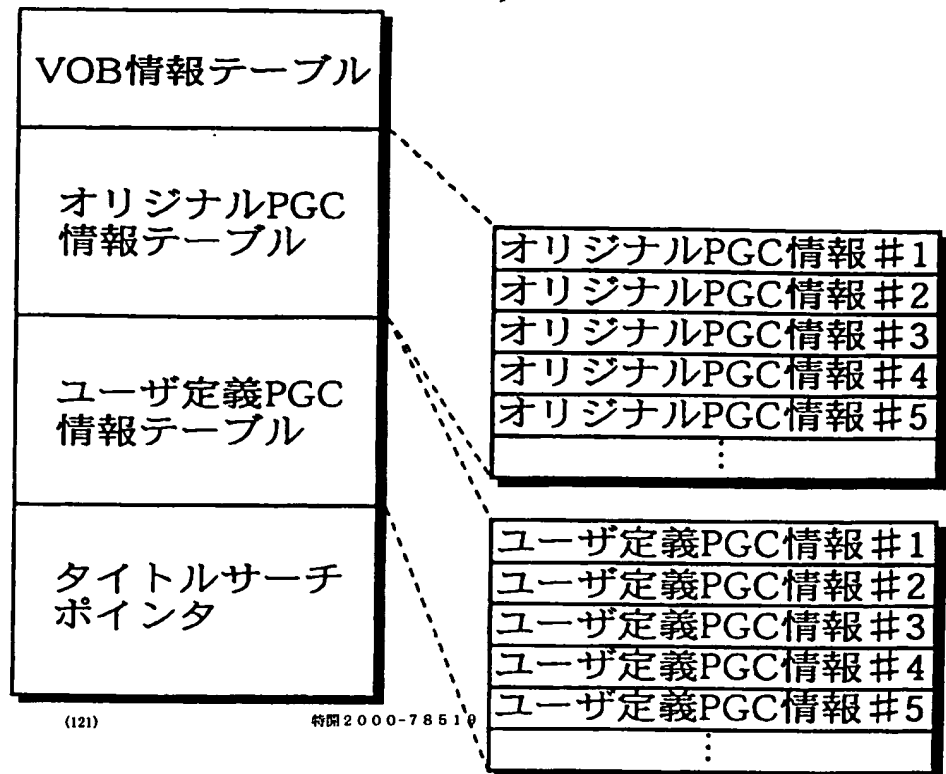 VOB情報テーブル
オリジナルPGC
情報テーブル
ユーザ定義PGC
情報テーブル
タイトルサーチ
ポインタ
オリジナルPGC情報#1
オリジナルPGC情報#2
オリジナルPGC情報#3
オリジナルPGC情報#4
オリジナルPGC情報#5
⋮
ユーザ定義PGC情報#1
ユーザ定義PGC情報#2
ユーザ定義PGC情報#3
ユーザ定義PGC情報#4
ユーザ定義PGC情報#5
⋮
(121)
特開2000-78519